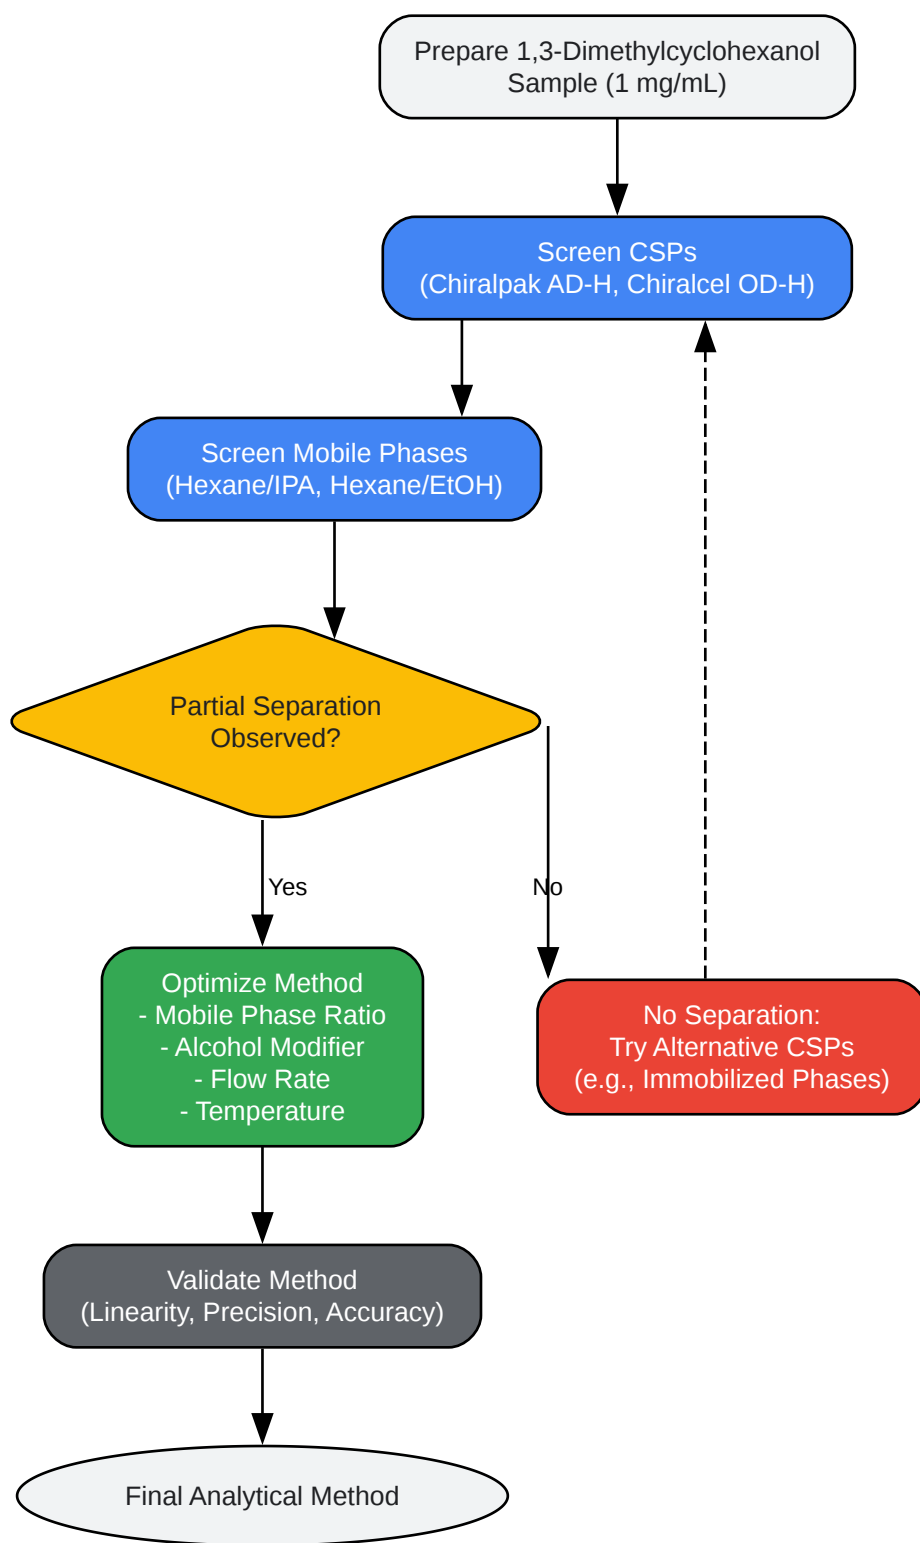 Prepare 1,3-Dimethylcyclohexanol
Sample (1 mg/mL)
Screen CSPs
(Chiralpak AD-H, Chiralcel OD-H)
Screen Mobile Phases
(Hexane/IPA, Hexane/EtOH)
Partial Separation
Observed?
Yes
No
Optimize Method
- Mobile Phase Ratio
- Alcohol Modifier
- Flow Rate
- Temperature
No Separation:
Try Alternative CSPs
(e.g., Immobilized Phases)
Validate Method
(Linearity, Precision, Accuracy)
Final Analytical Method